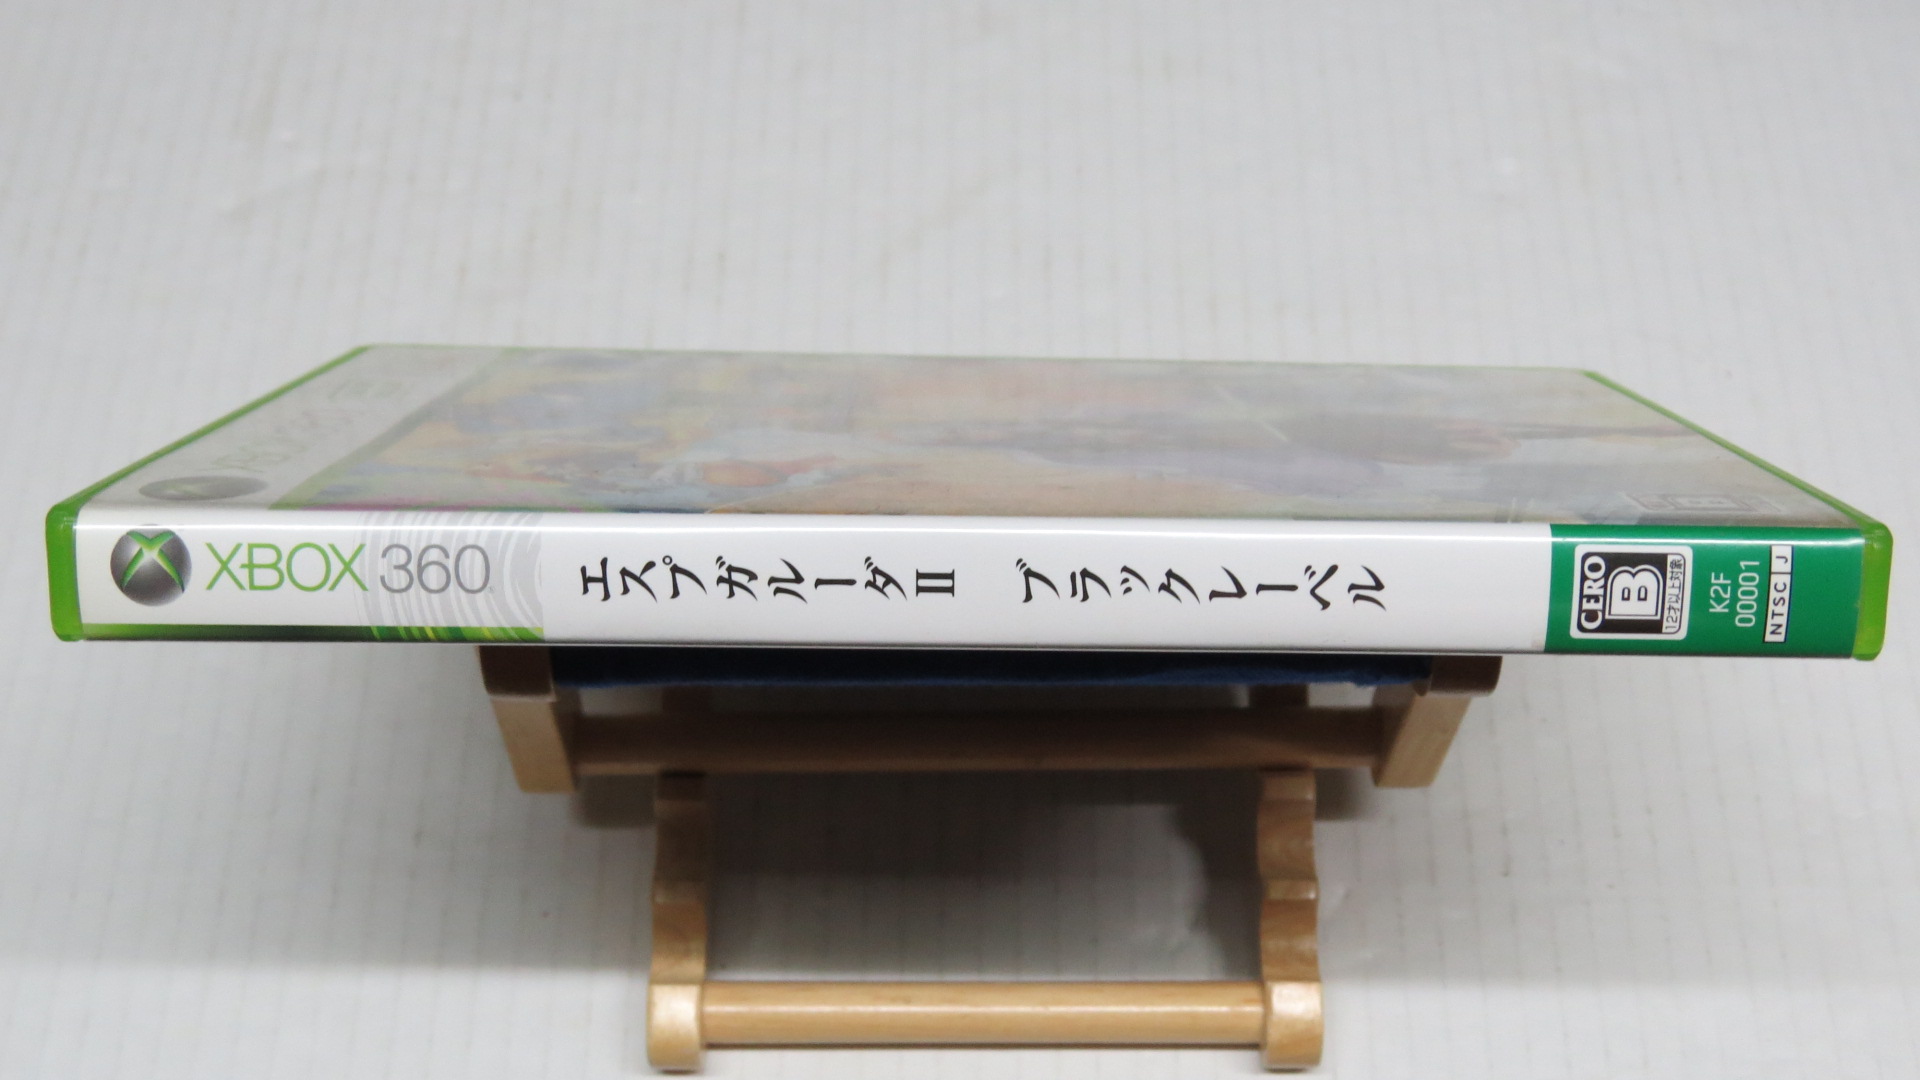 XBOX 360
エスプガルーダII ブラックレーベル
CERO
B
12才以上対象
K2F
00001
NTSC J